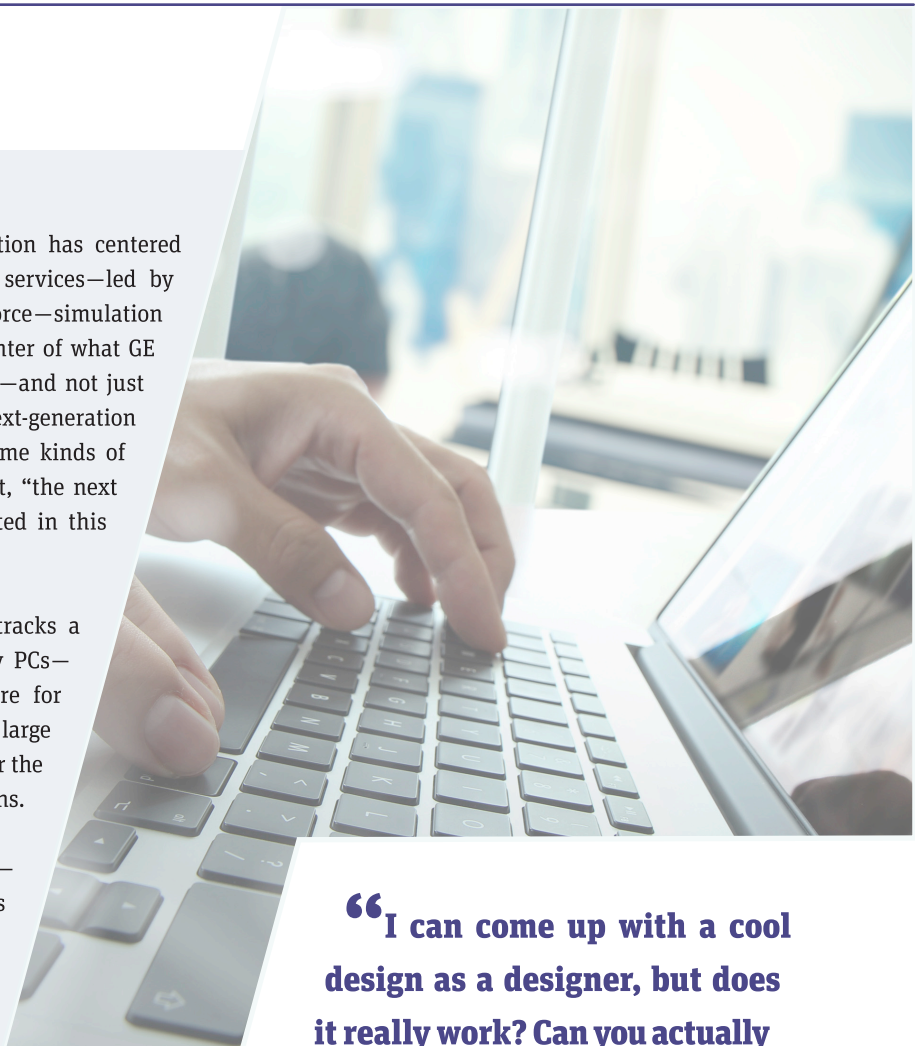 tion has centered
services—led by
orce—simulation
nter of what GE
—and not just
ext-generation
me kinds of
t, “the next
ted in this
tracks a
y PCs—
re for
large
r the
ns.
—
s
“I can come up with a cool
design as a designer, but does
it really work? Can you actually